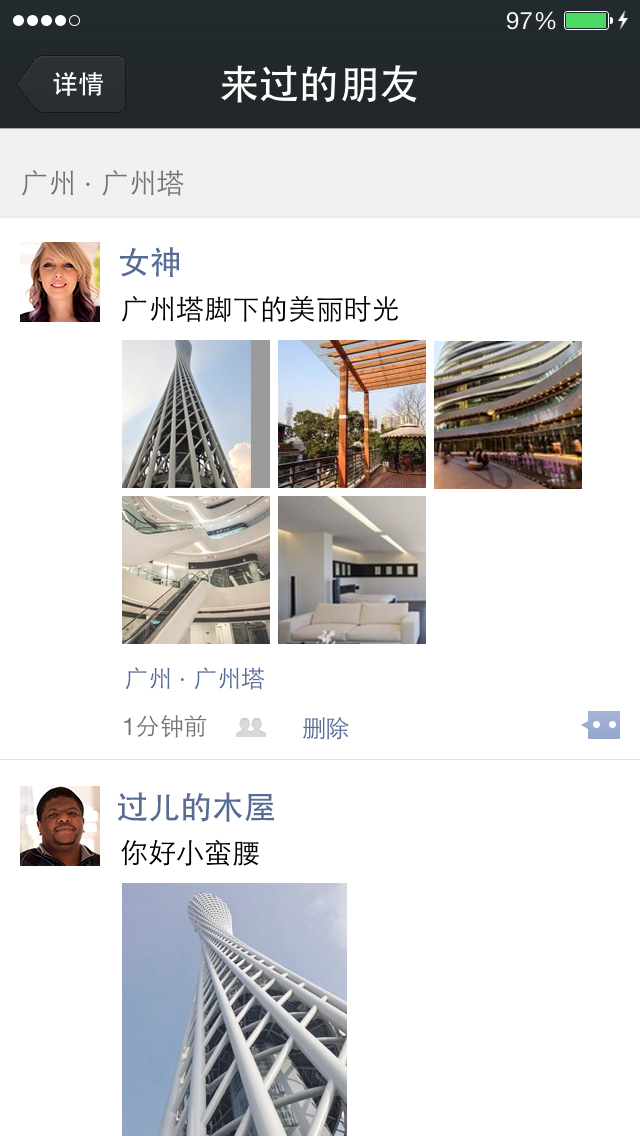 97%
详情
来过的朋友
广州 · 广州塔
女神
广州塔脚下的美丽时光
广州 · 广州塔
1分钟前
删除
过儿的木屋
你好小蛮腰